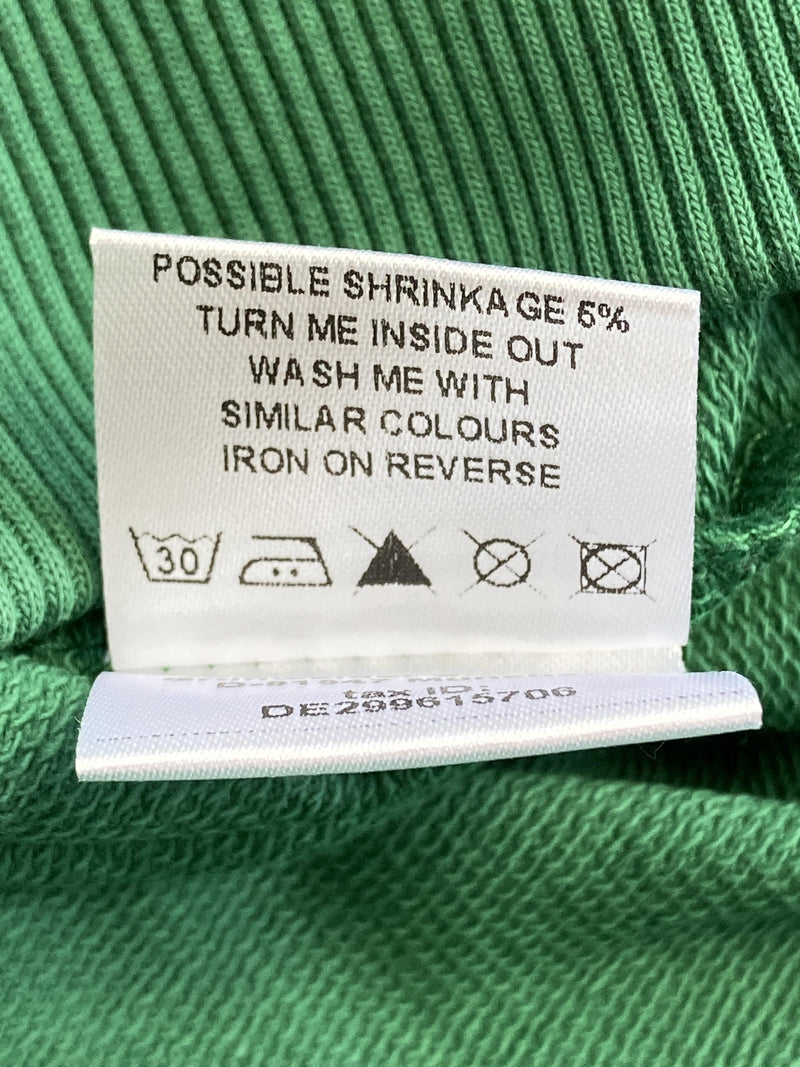 POSSIBLE SHRINKAGE 5%
TURN ME INSIDE OUT
WASH ME WITH
SIMILAR COLOURS
IRON ON REVERSE
30
tax ID:
DE299615706